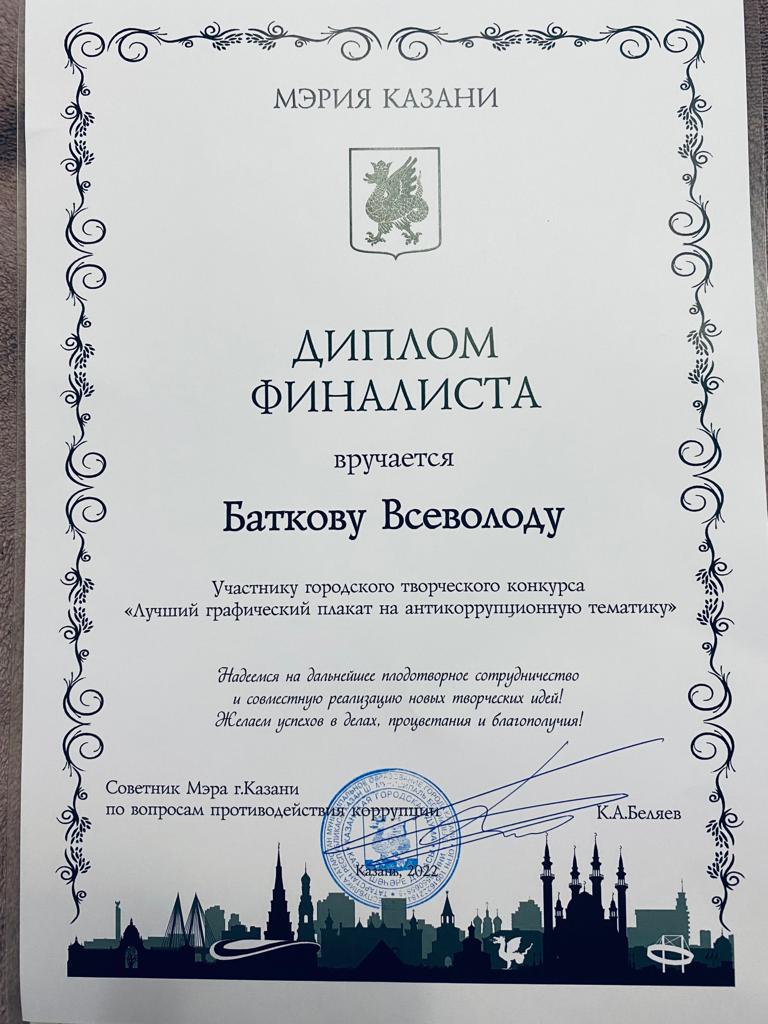 МЭРИЯ КАЗАНИ
ДИПЛОМ
ФИНАЛИСТА
вручается
Баткову Всеволоду
Участнику городского творческого конкурса
«Лучший графический плакат на антикоррупционную тематику»
Надеемся на дальнейшее плодотворное сотрудничество
и совместную реализацию новых творческих идей!
Желаем успехов в делах, процветания и благополучия!
Советник Мэра г.Казани
по вопросам противодействия коррупции
К.А.Беляев
Казань, 2022